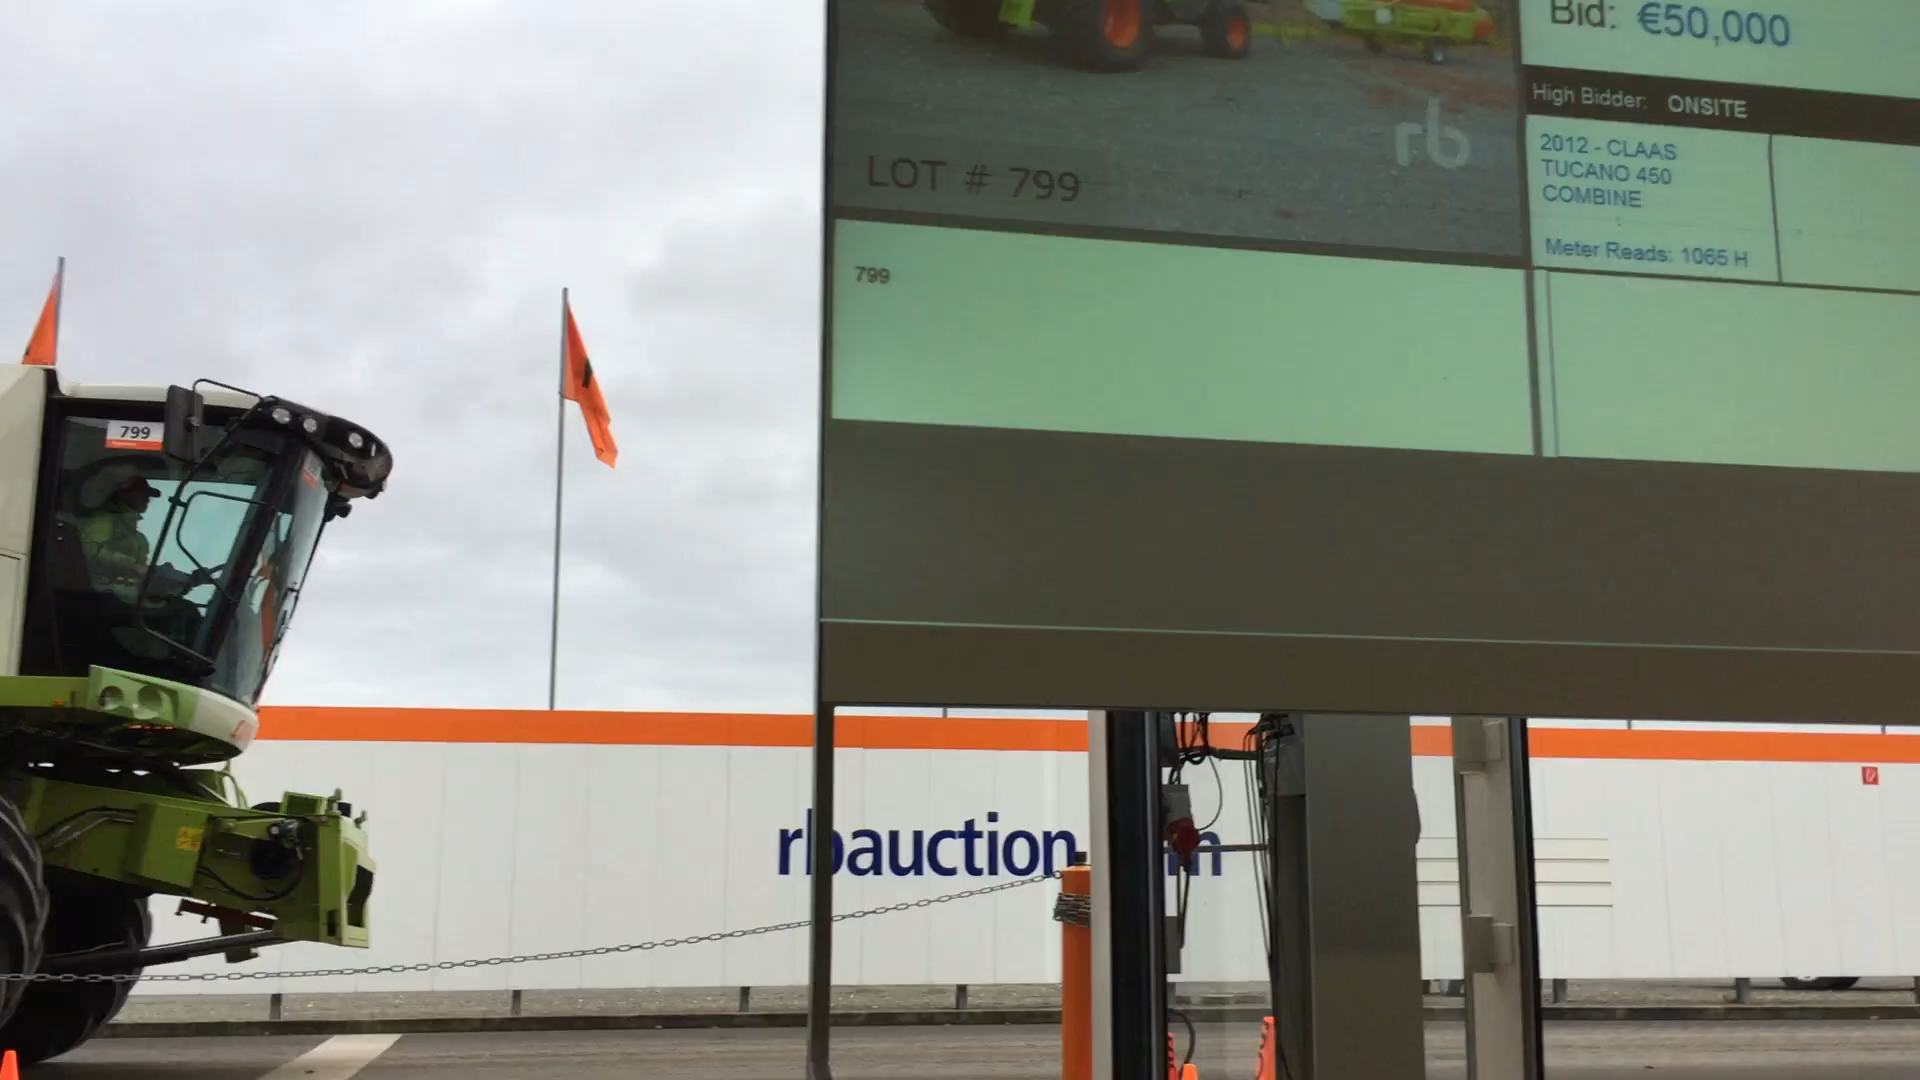 Bid: €50,000
High Bidder: ONSITE
rb
LOT # 799
2012 - CLAAS
TUCANO 450
COMBINE
Meter Reads: 1065 H
799
799
rbauction